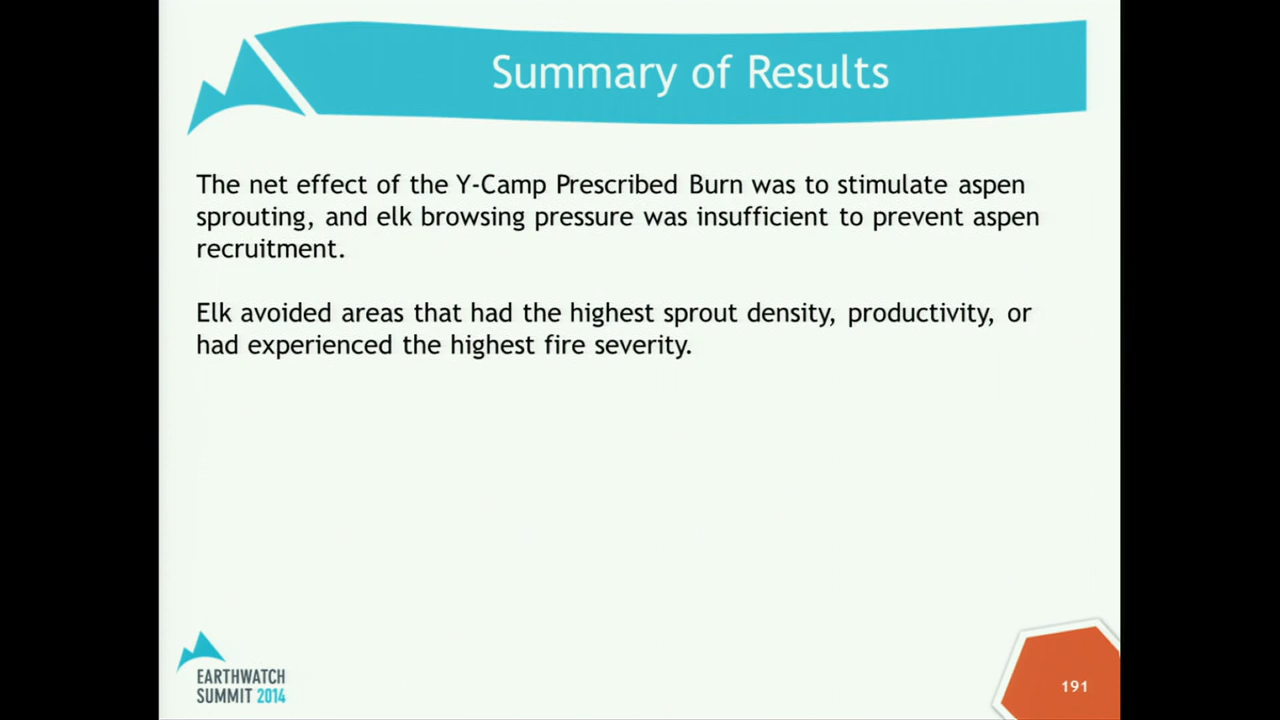 Summary of Results
The net effect of the Y-Camp Prescribed Burn was to stimulate aspen
sprouting, and elk browsing pressure was insufficient to prevent aspen
recruitment.
Elk avoided areas that had the highest sprout density, productivity, or
had experienced the highest fire severity.
EARTHWATCH
SUMMIT 2014
191